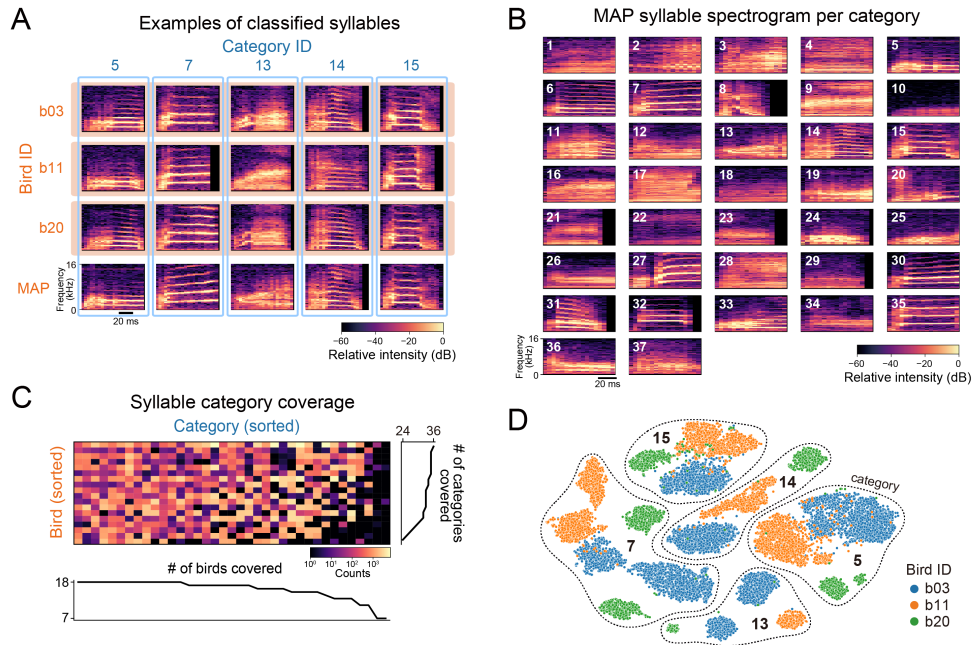 A
Examples of classified syllables
Category ID
5 7 13 14 15
b03
b11
b20
MAP
Bird ID
16
Frequency
(kHz)
0
20 ms
−60 −40 −20 0
Relative intensity (dB)
B
MAP syllable spectrogram per category
1 2 3 4 5
6 7 8 9 10
11 12 13 14 15
16 17 18 19 20
21 22 23 24 25
26 27 28 29 30
31 32 33 34 35
36 37
16
Frequency
(kHz)
0
20 ms
−60 −40 −20 0
Relative intensity (dB)
C
Syllable category coverage
Category (sorted)
Bird (sorted)
24 36
# of categories
covered
10⁰ 10¹ 10² 10³
Counts
# of birds covered
18
7
D
15
14
category
7
5
13
Bird ID
b03
b11
b20